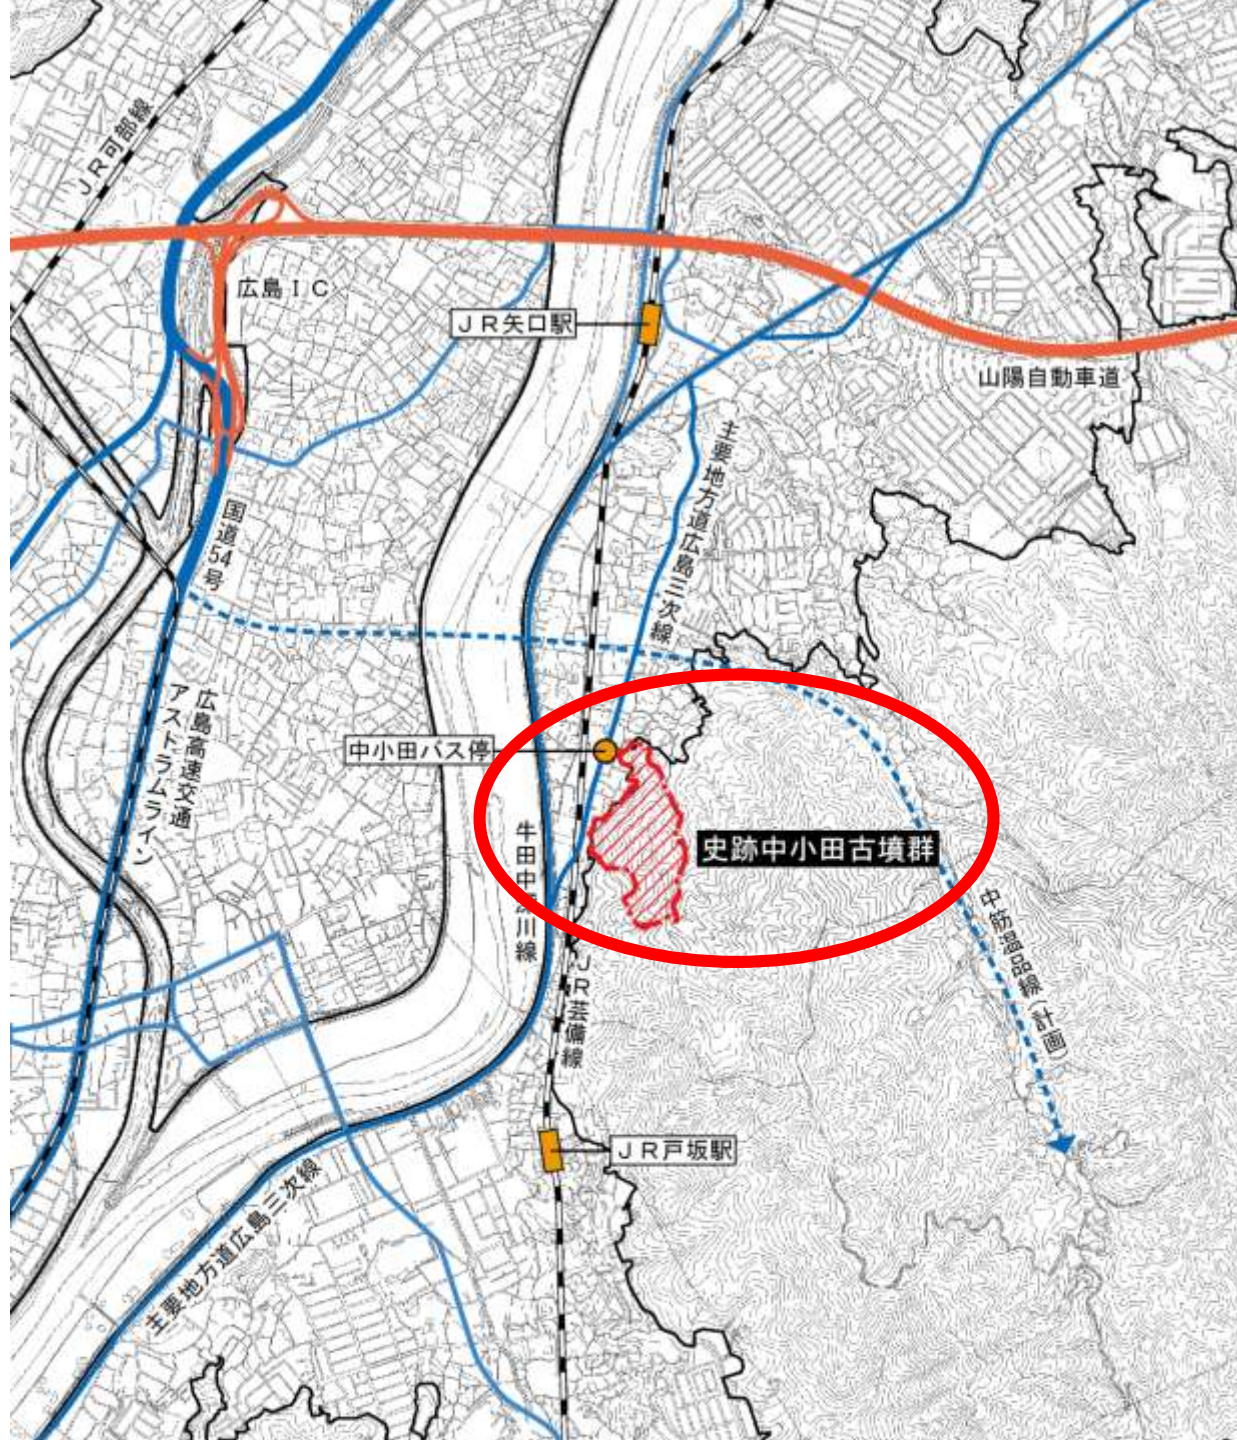 JR可部線
広島IC
JR矢口駅
山陽自動車道
主要地方道広島三次線
国道54号
広島高速交通
アストラムライン
中小田バス停
史跡中小田古墳群
牛田中深川線
中筋温品線(計画)
JR芸備線
JR戸坂駅
主要地方道広島三次線